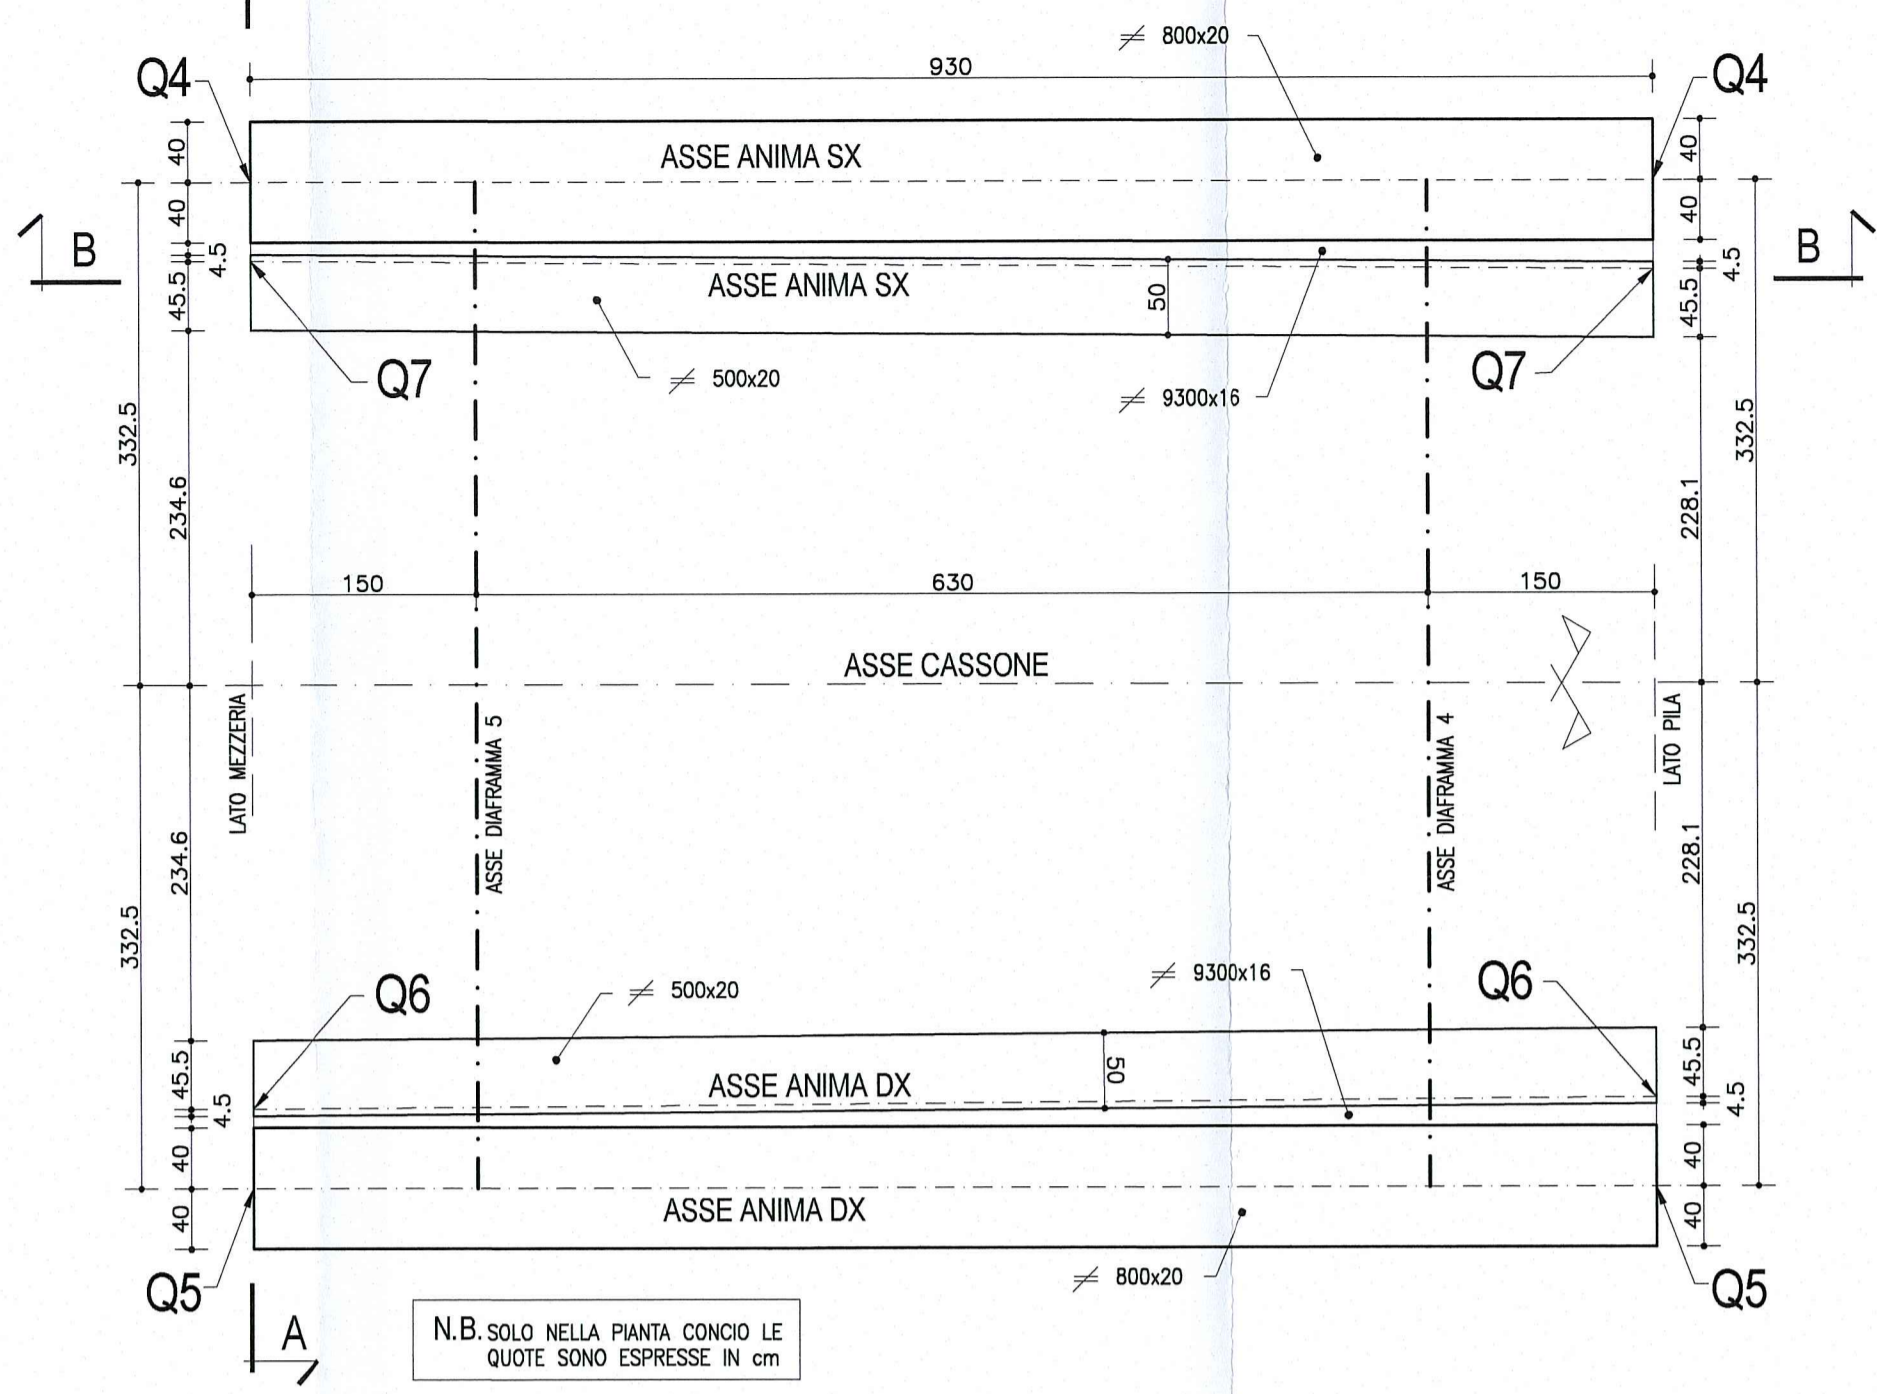 ≠ 800x20
930
Q4
Q4
40
ASSE ANIMA SX
40
40
40
B
B
4.5
4.5
45.5
ASSE ANIMA SX
50
45.5
Q7
≠ 500x20
≠ 9300x16
Q7
332.5
332.5
234.6
228.1
150
630
150
ASSE CASSONE
LATO MEZZERIA
ASSE DIAFRAMMA 5
ASSE DIAFRAMMA 4
LATO PILA
234.6
228.1
332.5
332.5
Q6
≠ 500x20
≠ 9300x16
Q6
45.5
ASSE ANIMA DX
50
45.5
4.5
4.5
40
40
40
ASSE ANIMA DX
40
Q5
≠ 800x20
Q5
A
N.B. SOLO NELLA PIANTA CONCIO LE
QUOTE SONO ESPRESSE IN cm